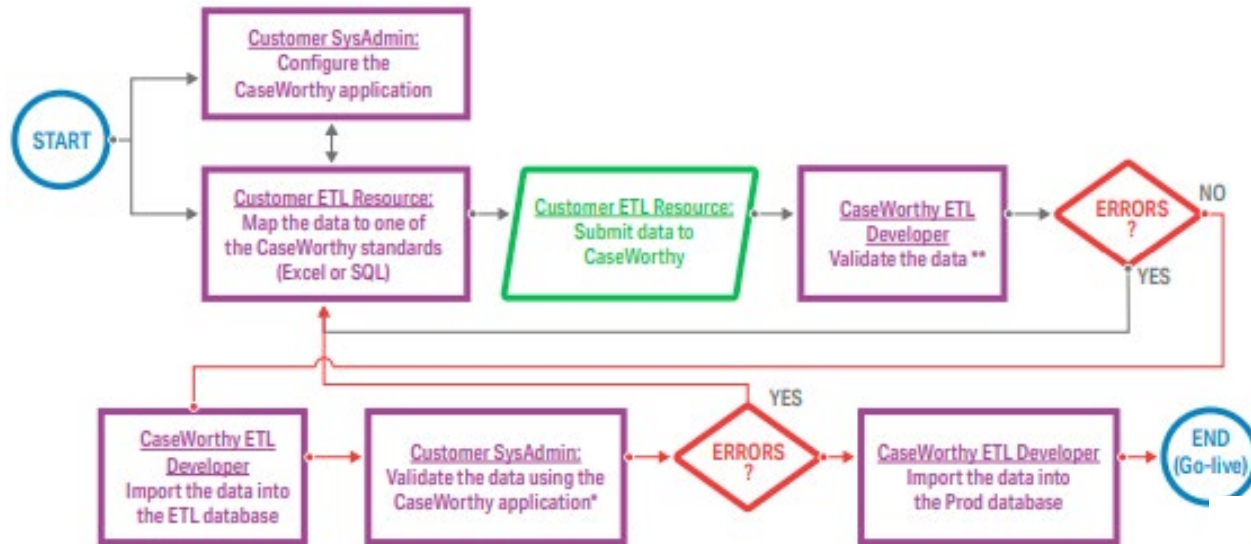 START
Customer SysAdmin:
Configure the
CaseWorthy application
Customer ETL Resource:
Map the data to one of
the CaseWorthy standards
(Excel or SQL)
Customer ETL Resource:
Submit data to
CaseWorthy
CaseWorthy ETL
Developer
Validate the data **
ERRORS
?
NO
YES
CaseWorthy ETL
Developer
Import the data into
the ETL database
Customer SysAdmin:
Validate the data using the
CaseWorthy application*
YES
ERRORS
?
CaseWorthy ETL Developer
Import the data into
the Prod database
END
(Go-live)